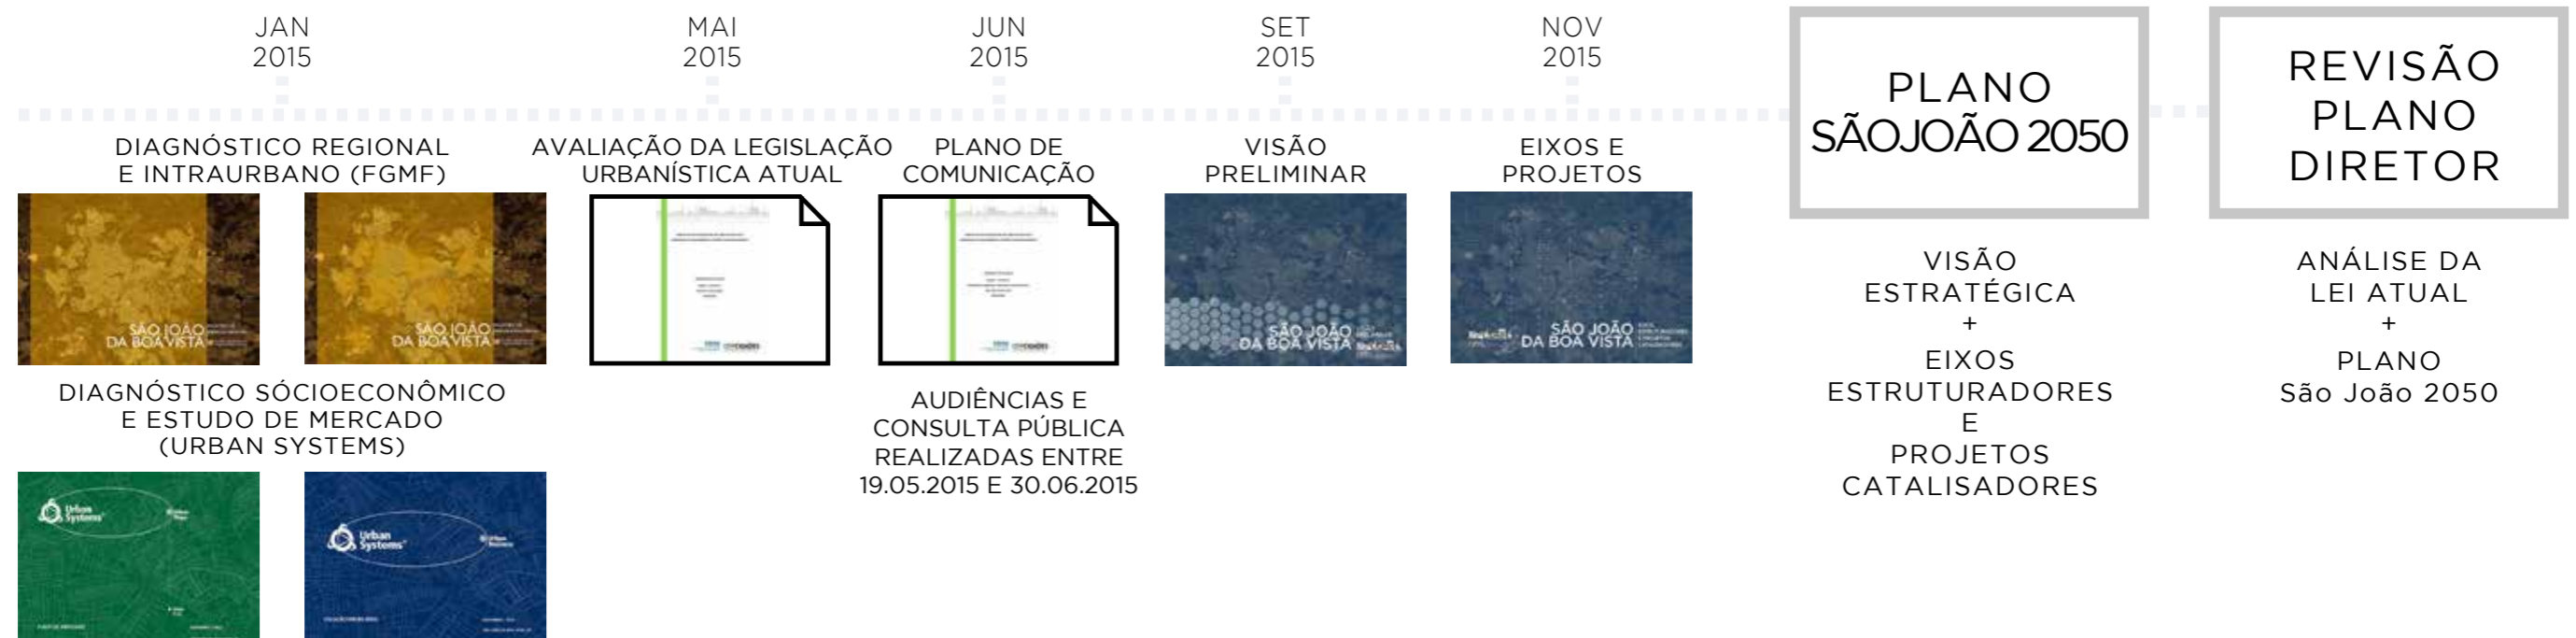 JAN
2015
MAI
2015
JUN
2015
SET
2015
NOV
2015
DIAGNÓSTICO REGIONAL
E INTRAURBANO (FGMF)
SÃO JOÃO
DA BOA VISTA
SÃO JOÃO
DA BOA VISTA
DIAGNÓSTICO SÓCIOECONÔMICO
E ESTUDO DE MERCADO
(URBAN SYSTEMS)
Urban
Systems
Urban
Systems
AVALIAÇÃO DA LEGISLAÇÃO
URBANÍSTICA ATUAL
PLANO DE
COMUNICAÇÃO
AUDIÊNCIAS E
CONSULTA PÚBLICA
REALIZADAS ENTRE
19.05.2015 E 30.06.2015
VISÃO
PRELIMINAR
SÃO JOÃO
DA BOA VISTA
EIXOS E
PROJETOS
SÃO JOÃO
DA BOA VISTA
PLANO
SÃOJOÃO 2050
VISÃO
ESTRATÉGICA
+
EIXOS
ESTRUTURADORES
E
PROJETOS
CATALISADORES
REVISÃO
PLANO
DIRETOR
ANÁLISE DA
LEI ATUAL
+
PLANO
São João 2050